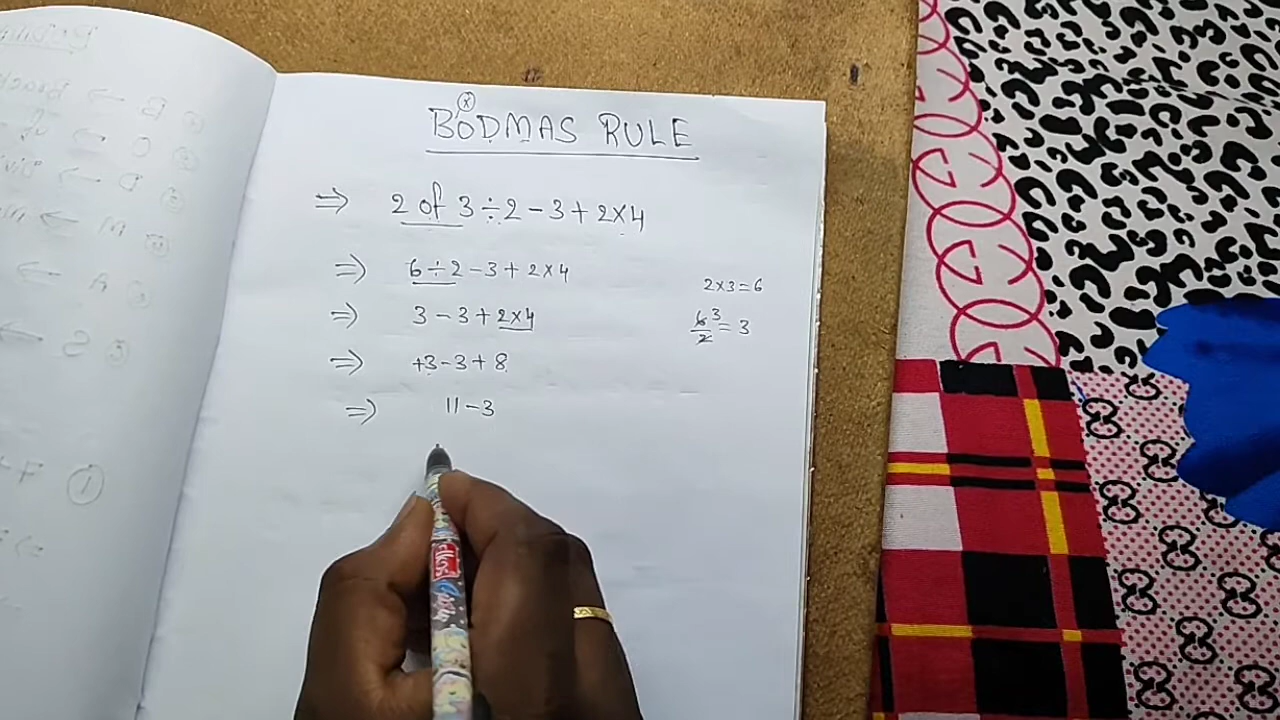 BODMAS RULE
⇒ 2 of 3 ÷ 2 - 3 + 2 × 4
⇒ 6 ÷ 2 - 3 + 2 × 4
⇒ 3 - 3 + 2 × 4
⇒ +3 - 3 + 8
⇒ 11 - 3
2 × 3 = 6
6/2 3 = 3